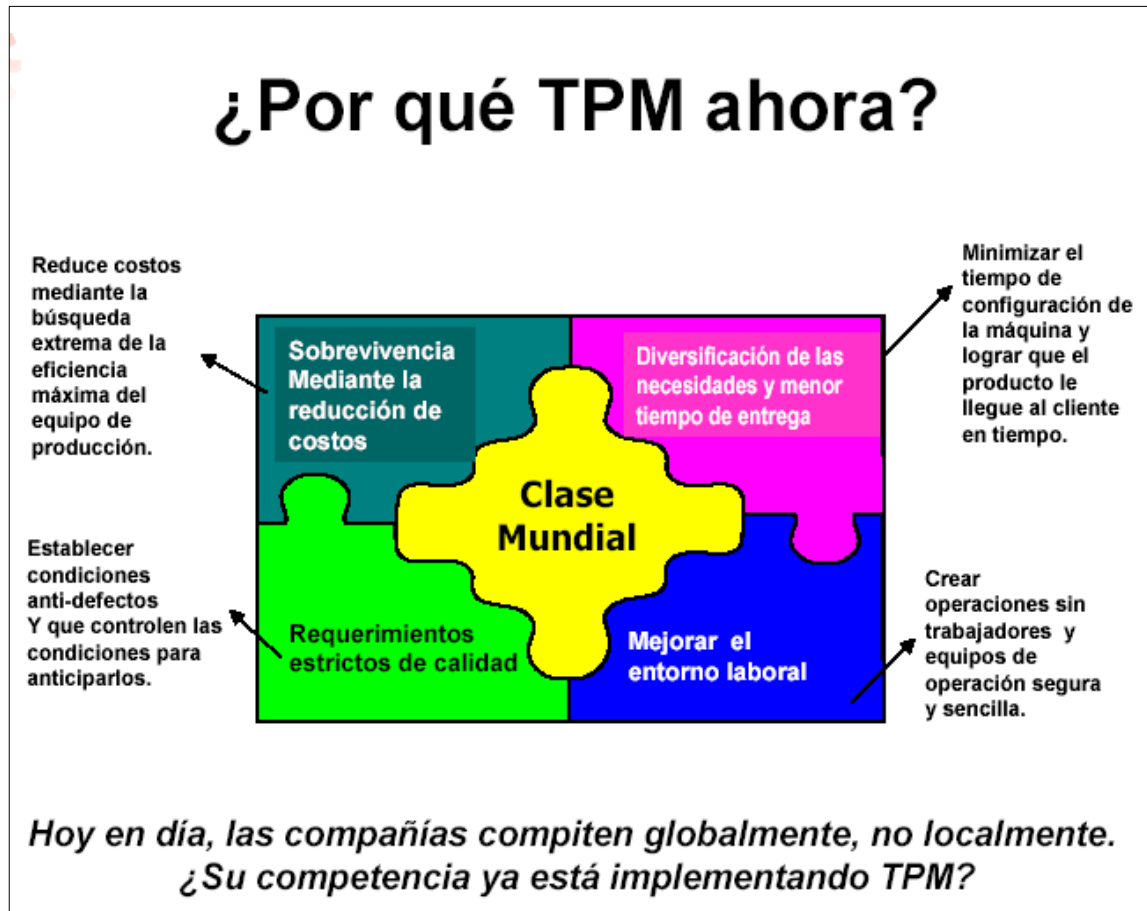 ¿Por qué TPM ahora?
Reduce costos
mediante la
búsqueda
extrema de la
eficiencia
máxima del
equipo de
producción.
Sobrevivencia
Mediante la
reducción de
costos
Diversificación de las
necesidades y menor
tiempo de entrega
Minimizar el
tiempo de
configuración de
la máquina y
lograr que el
producto le
llegue al cliente
en tiempo.
Clase
Mundial
Establecer
condiciones
anti-defectos
Y que controlen las
condiciones para
anticiparlos.
Requerimientos
estrictos de calidad
Mejorar el
entorno laboral
Crear
operaciones sin
trabajadores y
equipos de
operación segura
y sencilla.
Hoy en día, las compañías compiten globalmente, no localmente.
¿Su competencia ya está implementando TPM?